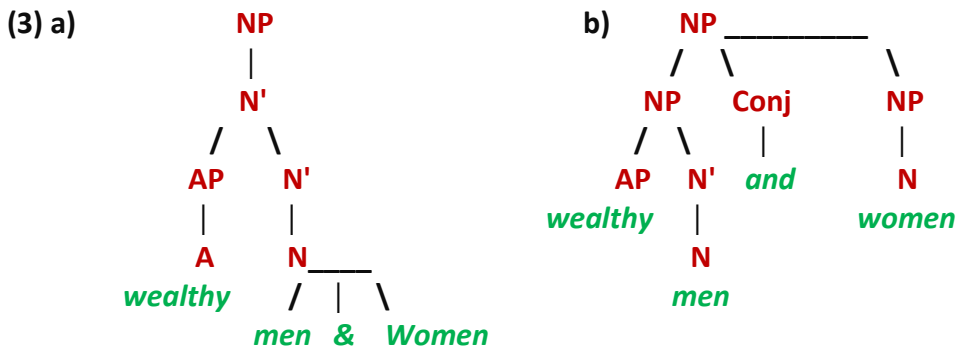 (3) a) NP b) NP
N' NP Conj NP
AP N' AP N' and N
wealthy women
A N N
wealthy men
men & Women